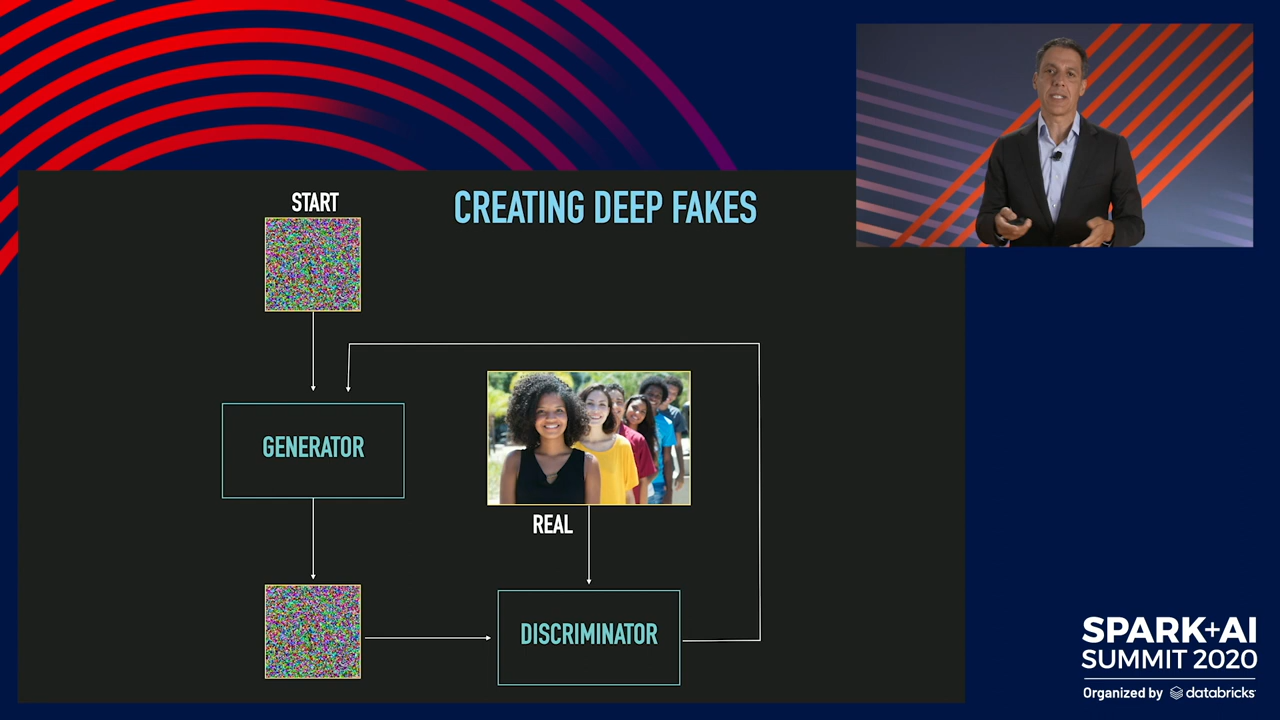 START
CREATING DEEP FAKES
GENERATOR
REAL
DISCRIMINATOR
SPARK+AI
SUMMIT 2020
Organized by databricks